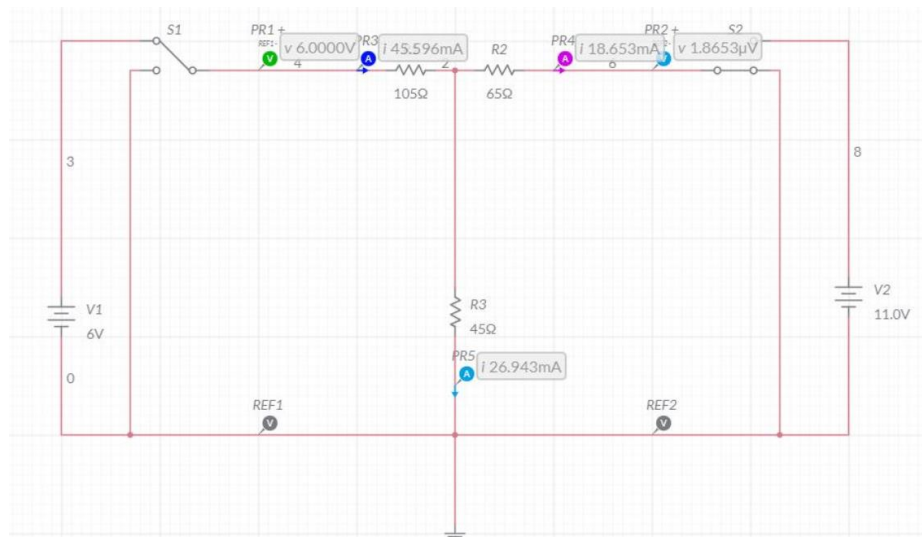 S1
PR1 +
REF1-
v 6.0000V
PR3
i 45.596mA
R2
PR4
i 18.653mA
PR2 +
v 1.8653µV
S2
4
2
6
105Ω
65Ω
3
8
V1
6V
R3
45Ω
V2
11.0V
PR5
i 26.943mA
0
REF1
REF2
V
A
A
V
A
V
V